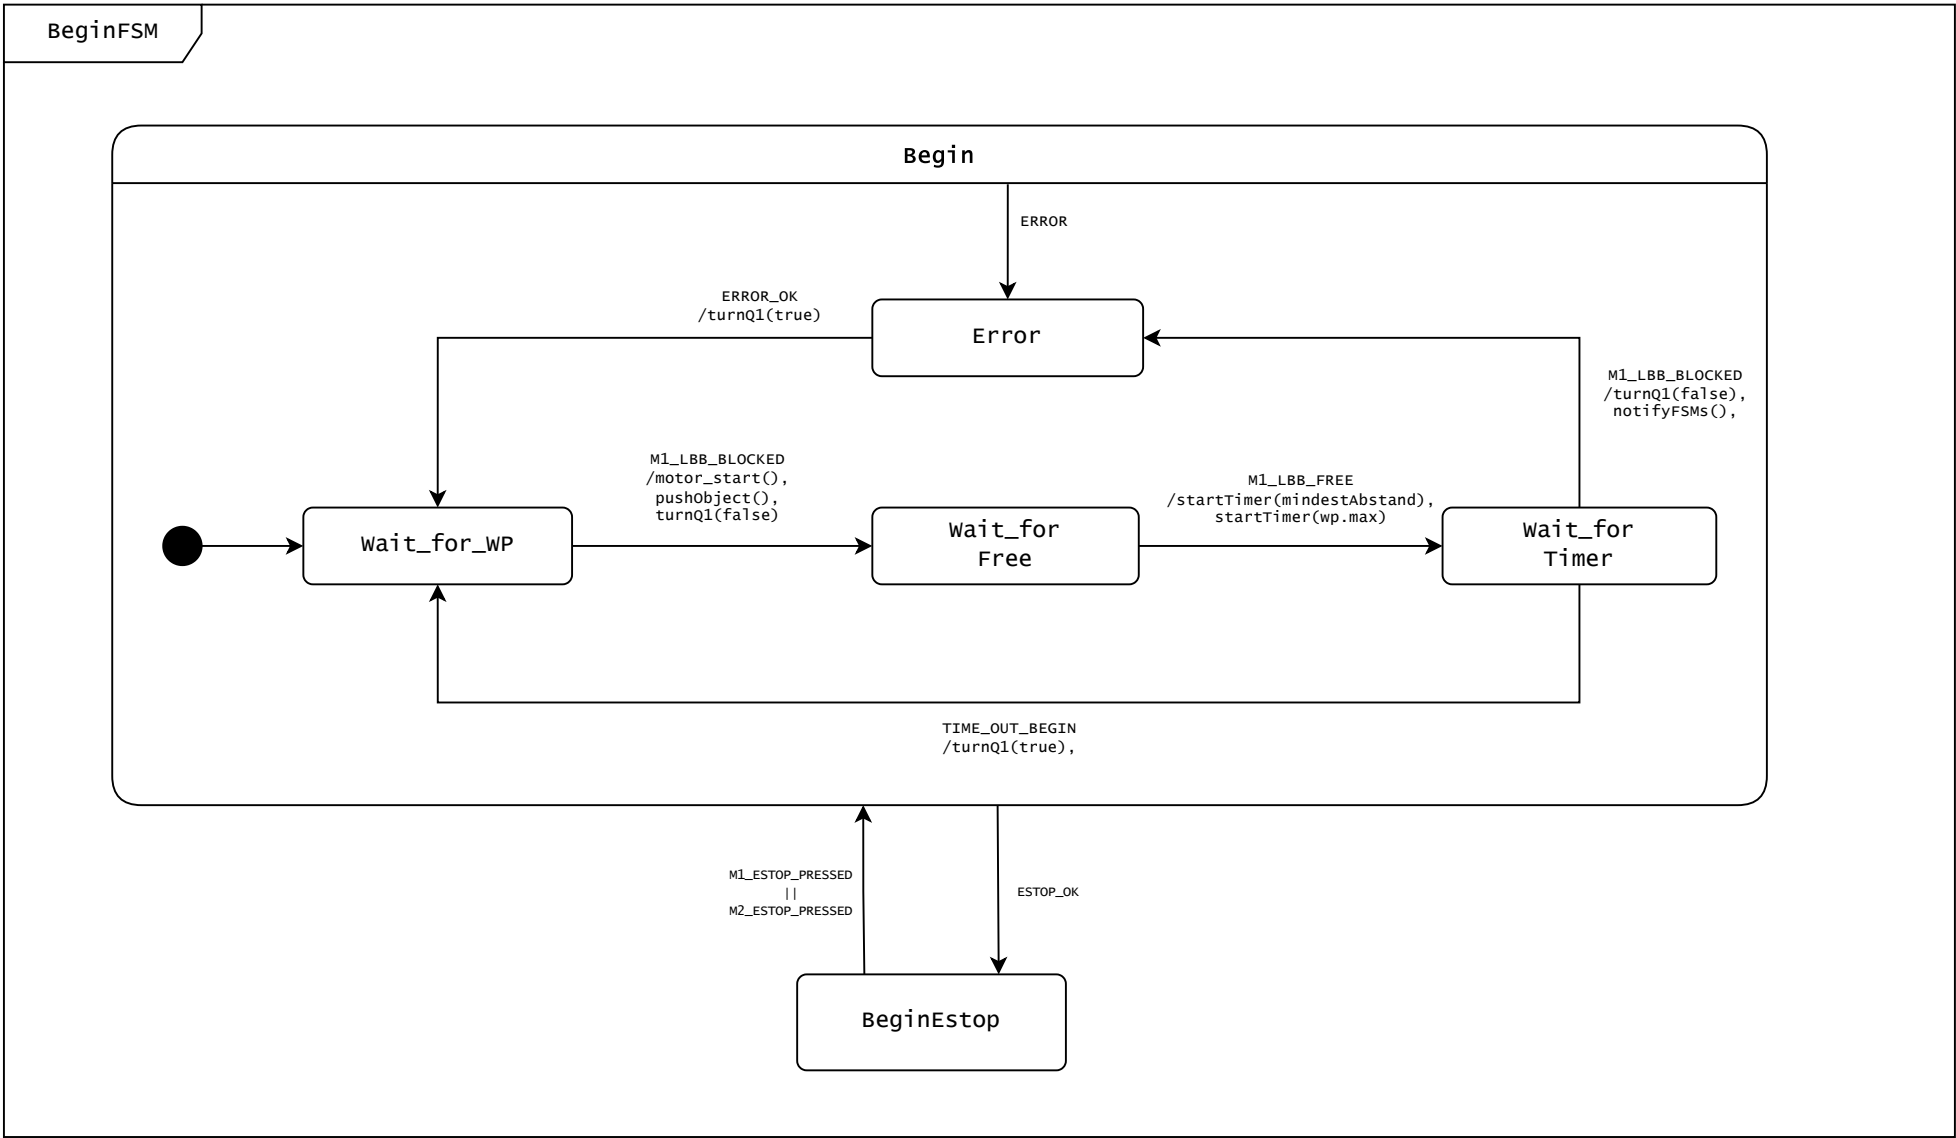 BeginFSM
Begin
ERROR
ERROR_OK
/turnQ1(true)
Error
M1_LBB_BLOCKED
/turnQ1(false),
notifyFSMs(),
M1_LBB_BLOCKED
/motor_start(),
pushObject(),
turnQ1(false)
M1_LBB_FREE
/startTimer(mindestAbstand),
startTimer(wp.max)
Wait_for_WP
Wait_for
Free
Wait_for
Timer
TIME_OUT_BEGIN
/turnQ1(true),
M1_ESTOP_PRESSED
||
M2_ESTOP_PRESSED
ESTOP_OK
BeginEstop